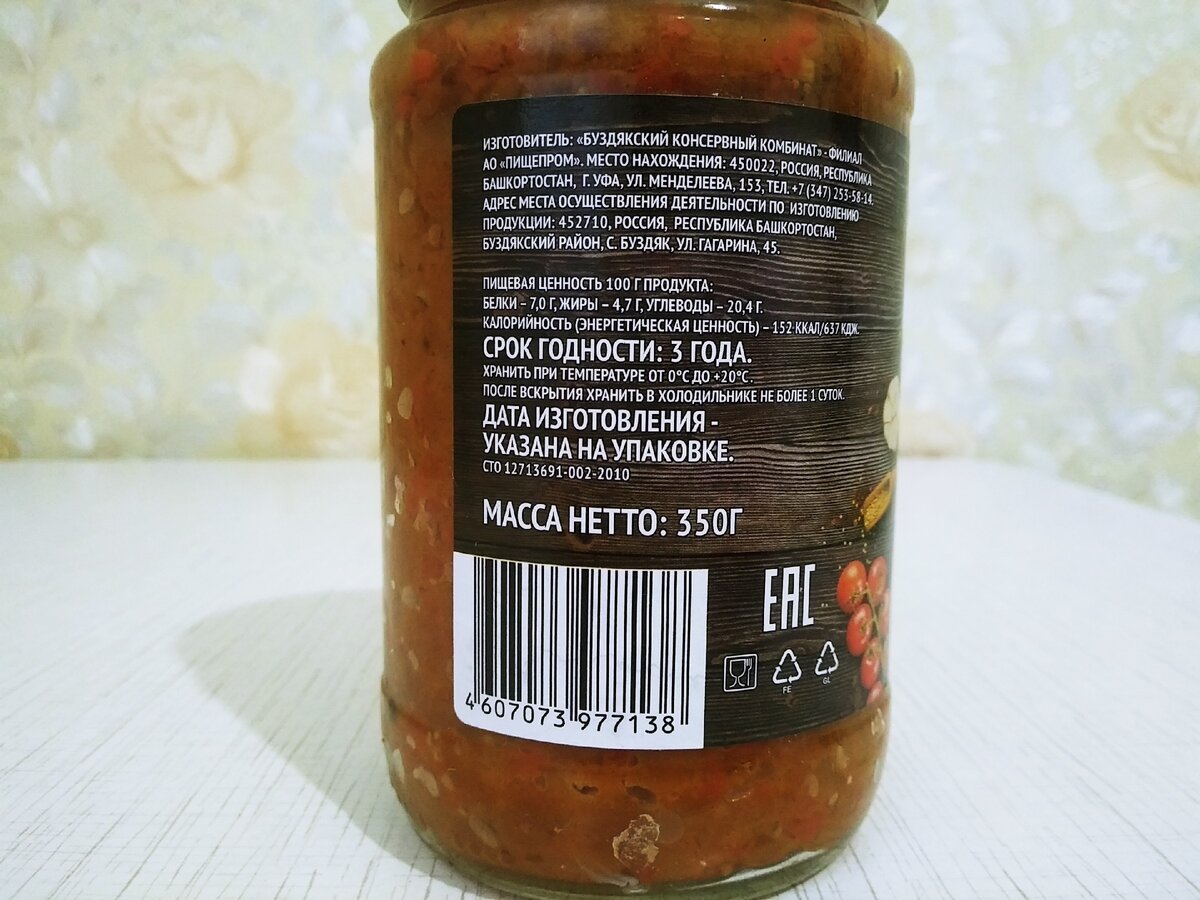 ИЗГОТОВИТЕЛЬ: «БУЗДЯКСКИЙ КОНСЕРВНЫЙ КОМБИНАТ» - ФИЛИАЛ
АО «ПИЩЕПРОМ». МЕСТО НАХОЖДЕНИЯ: 450022, РОССИЯ, РЕСПУБЛИКА
БАШКОРТОСТАН, Г. УФА, УЛ. МЕНДЕЛЕЕВА, 153, ТЕЛ. +7 (347) 253-58-14.
АДРЕС МЕСТА ОСУЩЕСТВЛЕНИЯ ДЕЯТЕЛЬНОСТИ ПО ИЗГОТОВЛЕНИЮ
ПРОДУКЦИИ: 452710, РОССИЯ, РЕСПУБЛИКА БАШКОРТОСТАН,
БУЗДЯКСКИЙ РАЙОН, С. БУЗДЯК, УЛ. ГАГАРИНА, 45.
ПИЩЕВАЯ ЦЕННОСТЬ 100 Г ПРОДУКТА:
БЕЛКИ – 7,0 Г, ЖИРЫ – 4,7 Г, УГЛЕВОДЫ – 20,4 Г.
КАЛОРИЙНОСТЬ (ЭНЕРГЕТИЧЕСКАЯ ЦЕННОСТЬ) – 152 ККАЛ/637 КДЖ.
СРОК ГОДНОСТИ: 3 ГОДА.
ХРАНИТЬ ПРИ ТЕМПЕРАТУРЕ ОТ 0°С ДО +20°С.
ПОСЛЕ ВСКРЫТИЯ ХРАНИТЬ В ХОЛОДИЛЬНИКЕ НЕ БОЛЕЕ 1 СУТОК.
ДАТА ИЗГОТОВЛЕНИЯ -
УКАЗАНА НА УПАКОВКЕ.
СТО 12713691-002-2010
МАССА НЕТТО: 350Г
EAC
FE GL
4 607073 977138